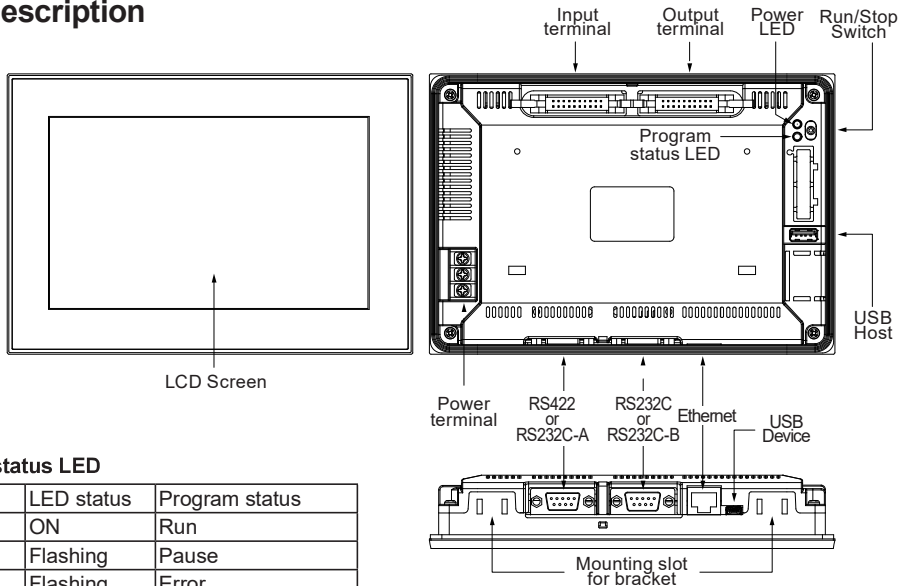 escription
Input
terminal
Output
terminal
Power
LED
Run/Stop
Switch
Program
status LED
USB
Host
LCD Screen
Power
terminal
RS422
or
RS232C-A
RS232C
or
RS232C-B
Ethernet
USB
Device
Mounting slot
for bracket
status LED
LED status Program status
ON Run
Flashing Pause
Flashing Error